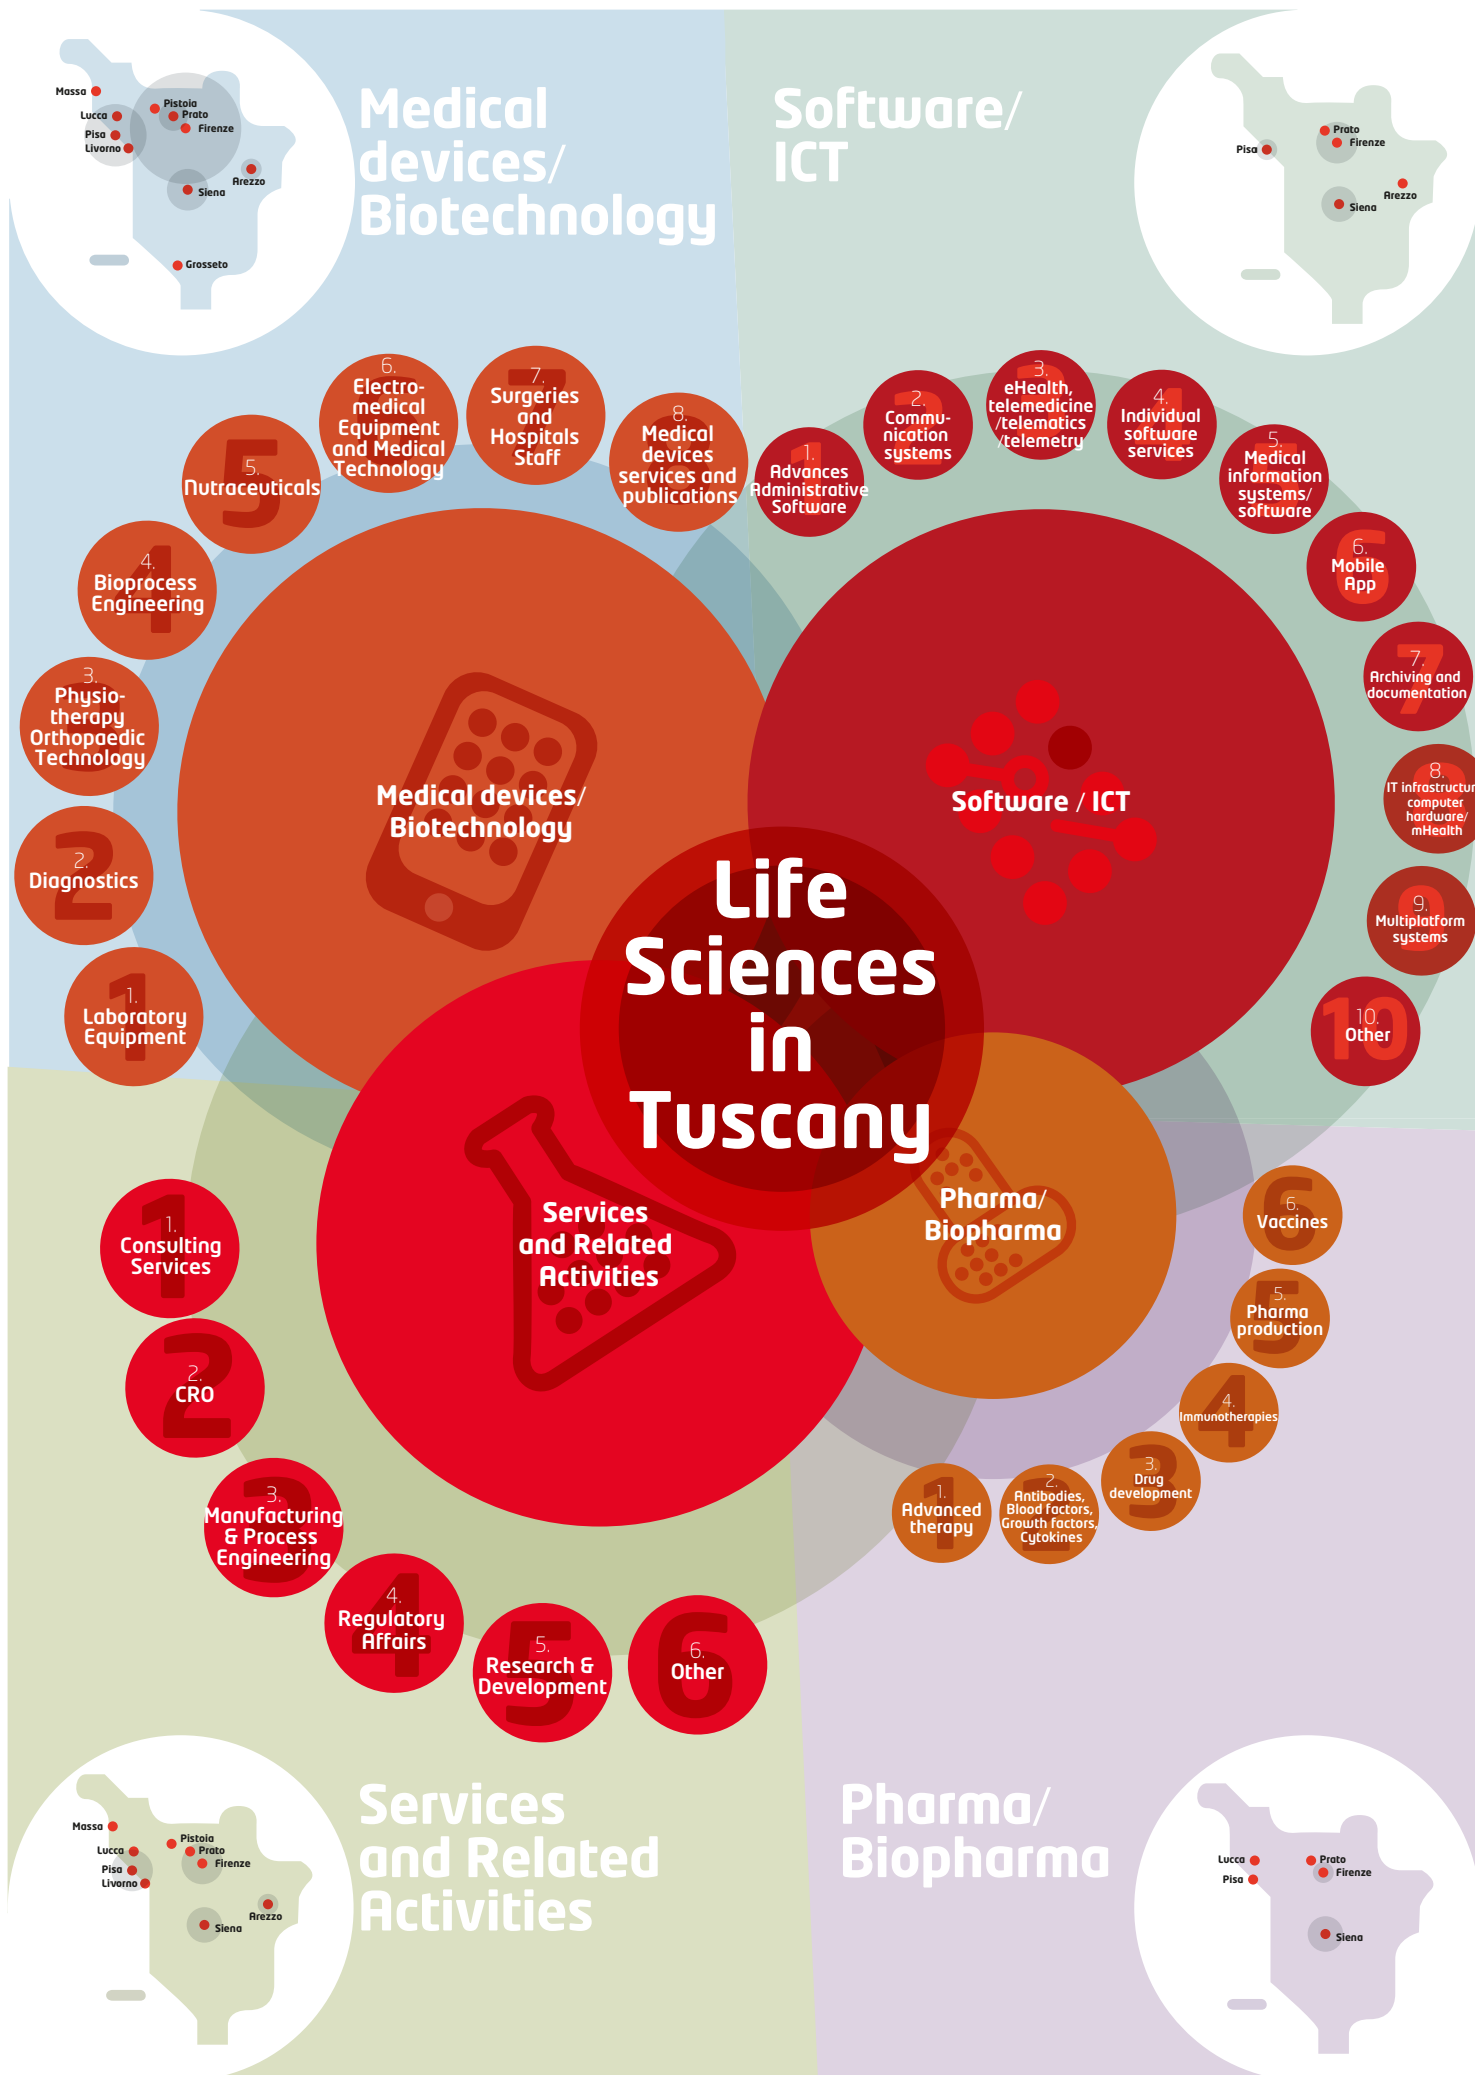 Massa
Lucca
Pisa
Livorno
Pistoia
Prato
Firenze
Arezzo
Siena
Grosseto
Medical
devices/
Biotechnology
Software/
ICT
Prato
Firenze
Pisa
Arezzo
Siena
1.
Laboratory
Equipment
2.
Diagnostics
3.
Physio-
therapy
Orthopaedic
Technology
4.
Bioprocess
Engineering
5.
Nutraceuticals
6.
Electro-
medical
Equipment
and Medical
Technology
7.
Surgeries
and
Hospitals
Staff
8.
Medical
devices
services and
publications
1.
Advances
Administrative
Software
2.
Commu-
nication
systems
3.
eHealth,
telemedicine
/telematics
/telemetry
4.
Individual
software
services
5.
Medical
information
systems/
software
6.
Mobile
App
7.
Archiving and
documentation
8.
IT infrastructur
computer
hardware/
mHealth
9.
Multiplatform
systems
10.
Other
Medical devices/
Biotechnology
Software / ICT
Life
Sciences
in
Tuscany
Services
and Related
Activities
Pharma/
Biopharma
1.
Consulting
Services
2.
CRO
3.
Manufacturing
& Process
Engineering
4.
Regulatory
Affairs
5.
Research &
Development
6.
Other
1.
Advanced
therapy
2.
Antibodies,
Blood factors,
Growth factors,
Cytokines
3.
Drug
development
4.
Immunotherapies
5.
Pharma
production
6.
Vaccines
Massa
Lucca
Pisa
Livorno
Pistoia
Prato
Firenze
Arezzo
Siena
Services
and Related
Activities
Pharma/
Biopharma
Lucca
Pisa
Prato
Firenze
Siena